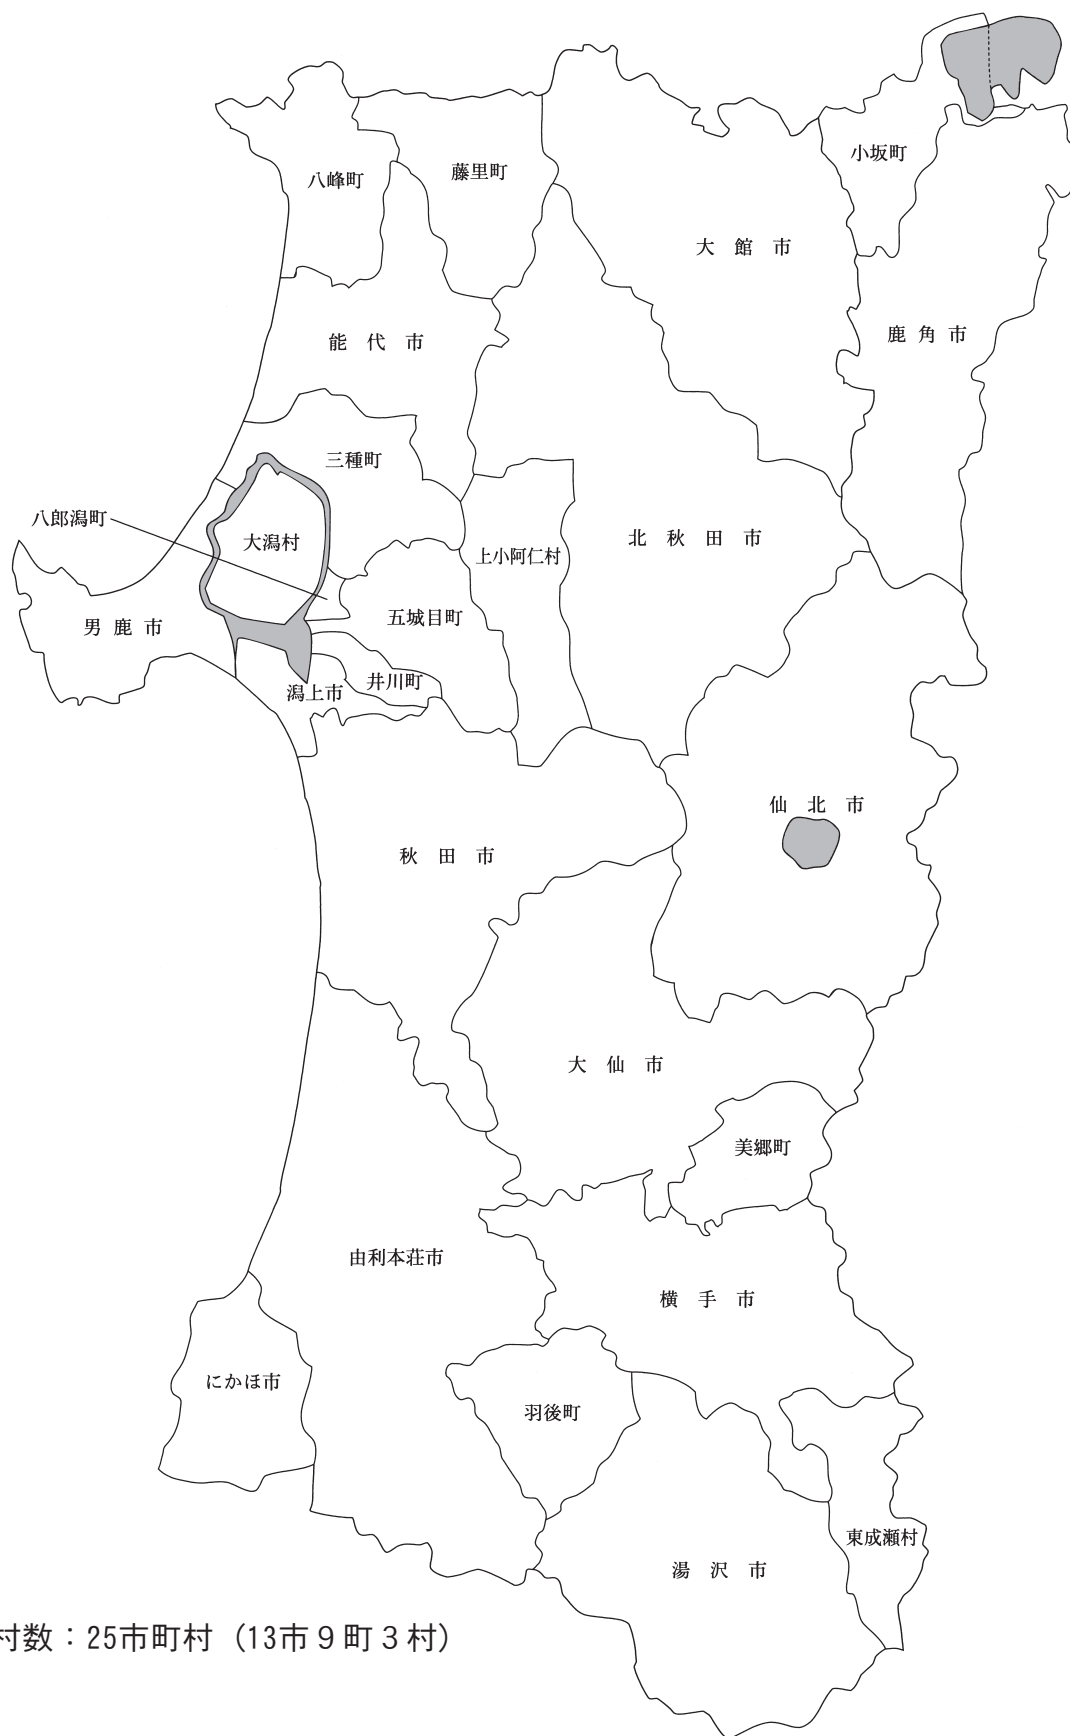 小坂町
八峰町
藤里町
大館市
鹿角市
能代市
三種町
八郎潟町
大潟村
北秋田市
上小阿仁村
男鹿市
五城目町
井川町
潟上市
仙北市
秋田市
大仙市
美郷町
由利本荘市
横手市
にかほ市
羽後町
東成瀬村
湯沢市
村数：25市町村（13市９町３村）